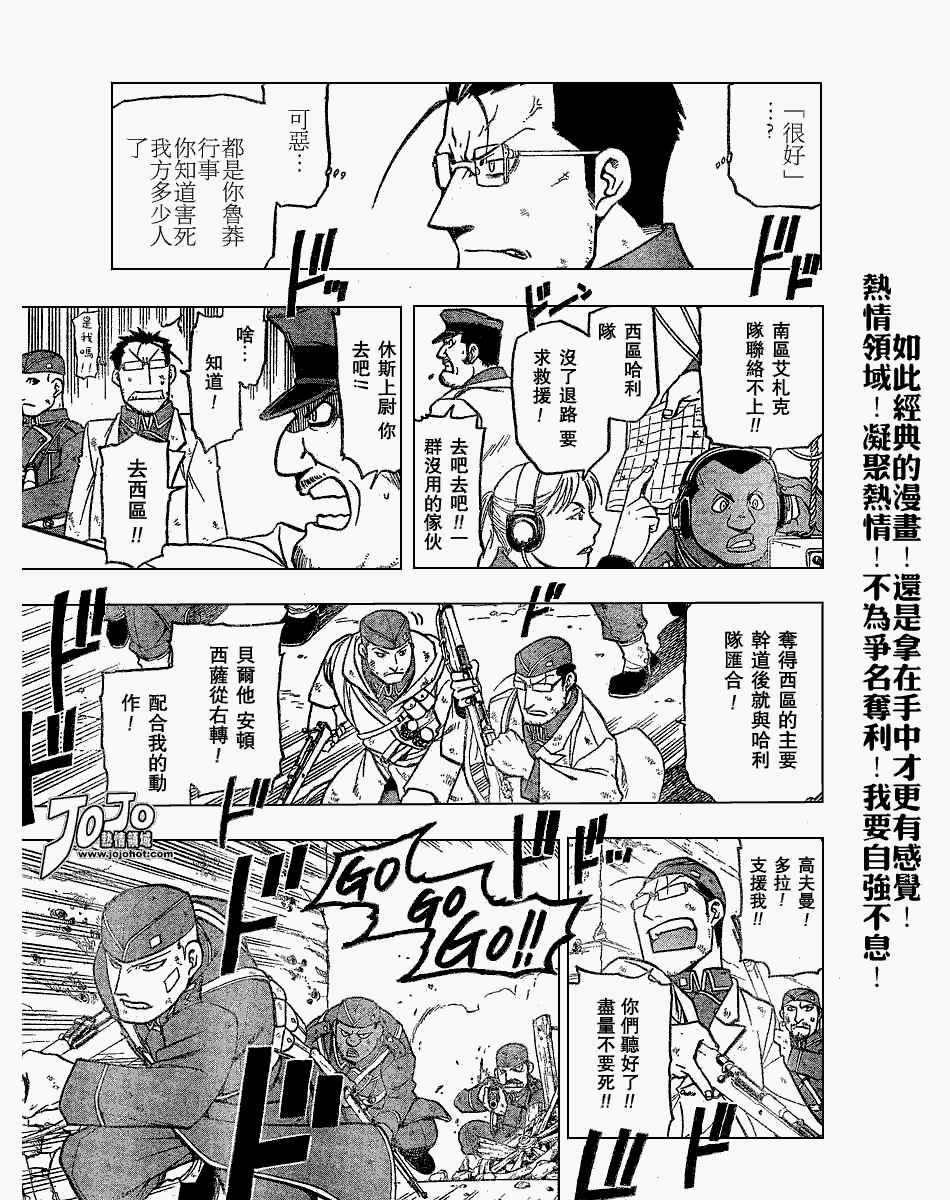 「很好」
…?
可惡…
都是你魯莽
行事
你知道害死
我方多少人
了
南區艾札克
隊聯絡不上!!
西區哈利
隊
沒了退路 要
求救援!
去吧去吧!! 一
群沒用的傢伙
休斯上尉 你
去吧!!
啥…
知道!
是我嗎!!
去西區!!
奪得西區的主要
幹道後就與哈利
隊匯合!
貝爾他 安頓
西薩從右轉!
配合我的動
作!
高夫曼!
多拉!
支援我!!
你們聽好了!!
盡量不要死!!
GO
GO
GO!!
ドドド
ドーン
ドド
ド
ドド
ド
ド
ドド
ドド
JOJO
熱情領域
www.jojohot.com
如此經典的漫畫!還是拿在手中才更有感覺!
熱情領域!凝聚熱情!不為爭名奪利!我要自強不息!